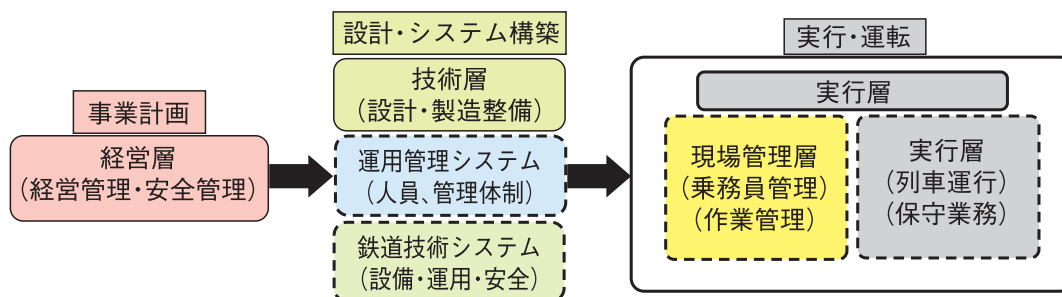 事業計画
経営層
（経営管理・安全管理）
設計・システム構築
技術層
（設計・製造整備）
運用管理システム
（人員、管理体制）
鉄道技術システム
（設備・運用・安全）
実行・運転
実行層
現場管理層
（乗務員管理）
（作業管理）
実行層
（列車運行）
（保守業務）